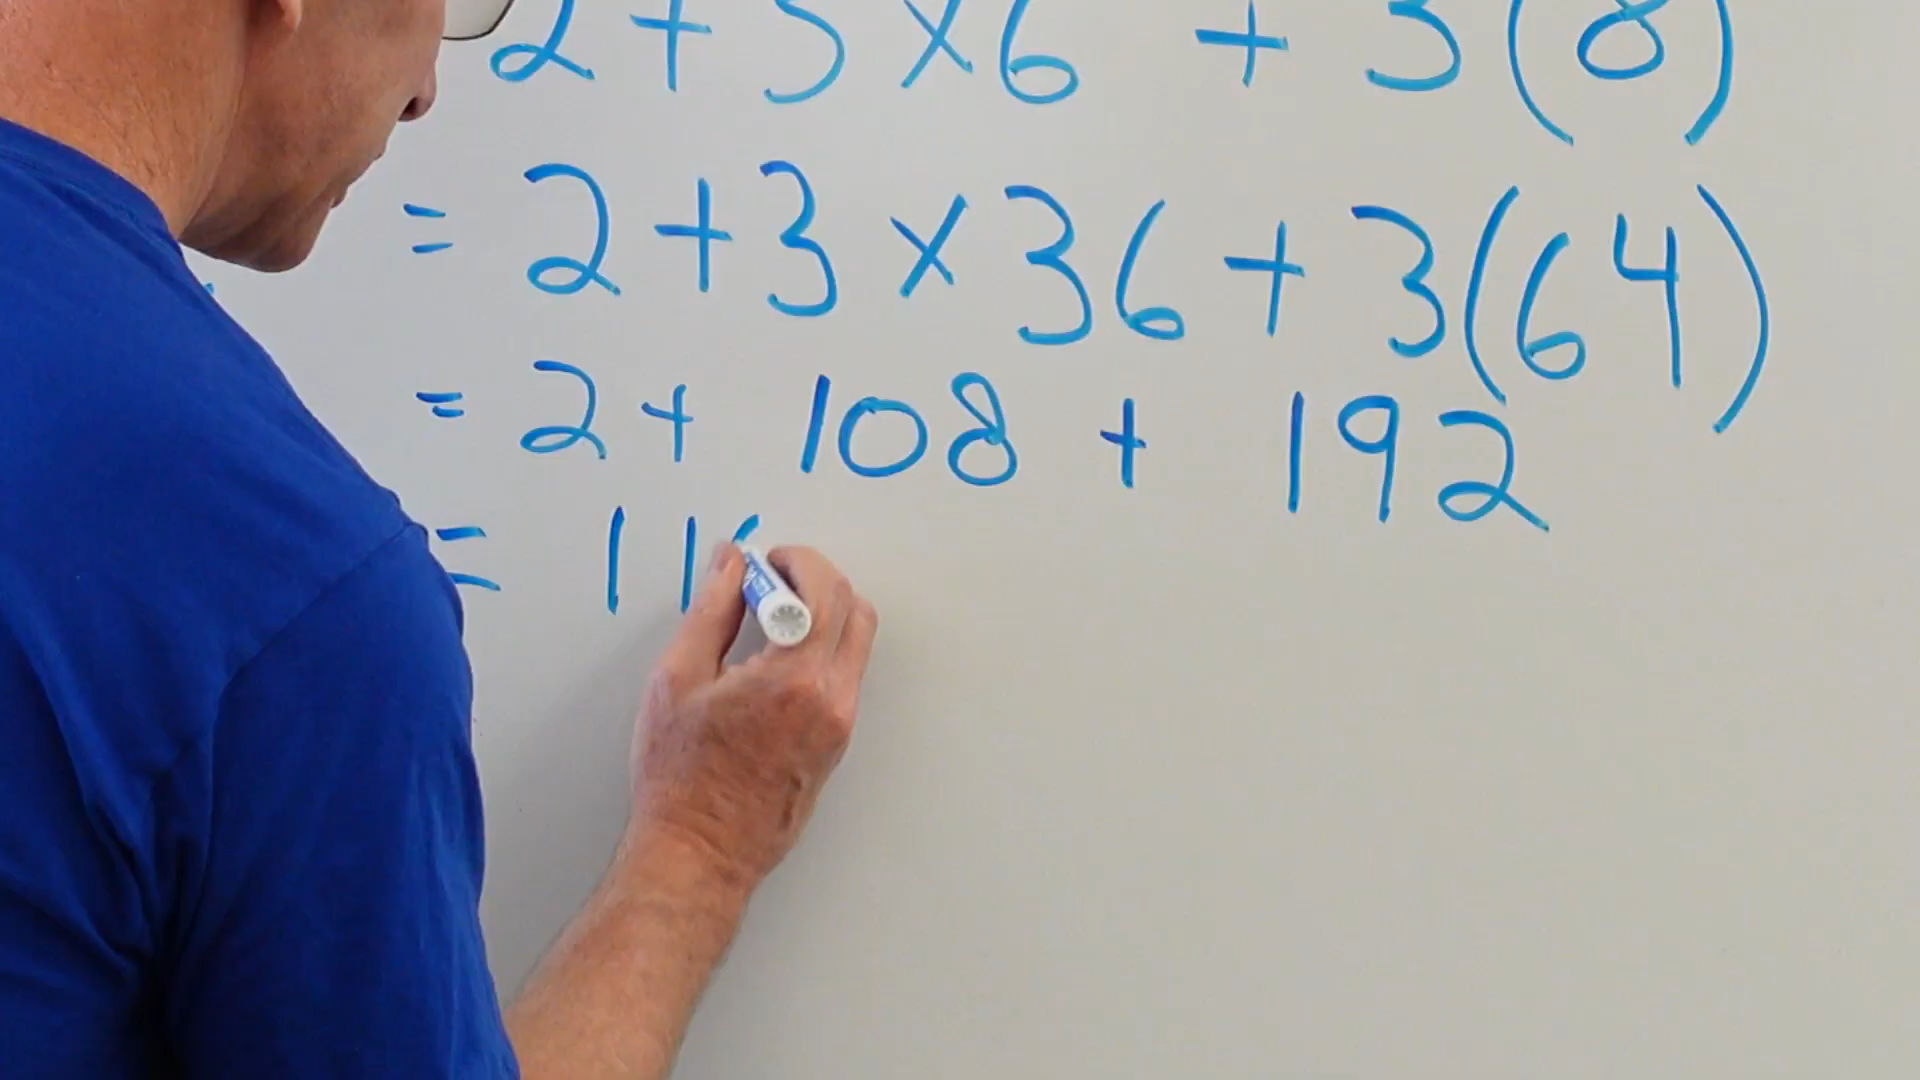 2 + 3 × 6 + 3(8)
= 2 + 3 × 36 + 3(64)
= 2 + 108 + 192
= 11